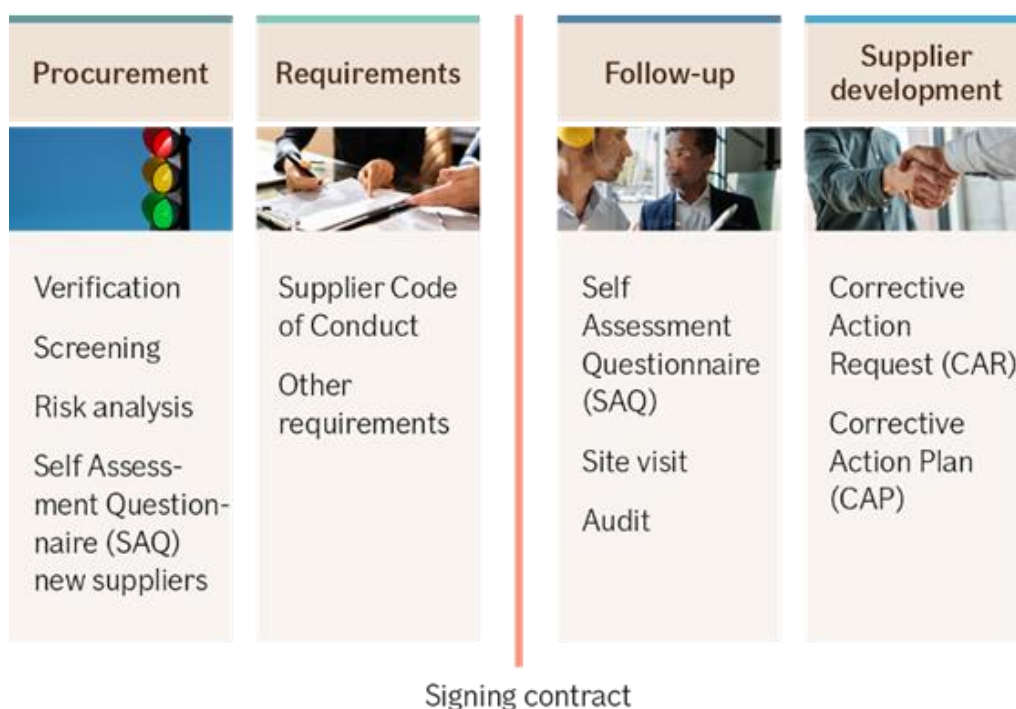 Procurement
Verification
Screening
Risk analysis
Self Assess-
ment Question-
naire (SAQ)
new suppliers
Requirements
Supplier Code
of Conduct
Other
requirements
Follow-up
Self
Assessment
Questionnaire
(SAQ)
Site visit
Audit
Supplier
development
Corrective
Action
Request (CAR)
Corrective
Action Plan
(CAP)
Signing contract